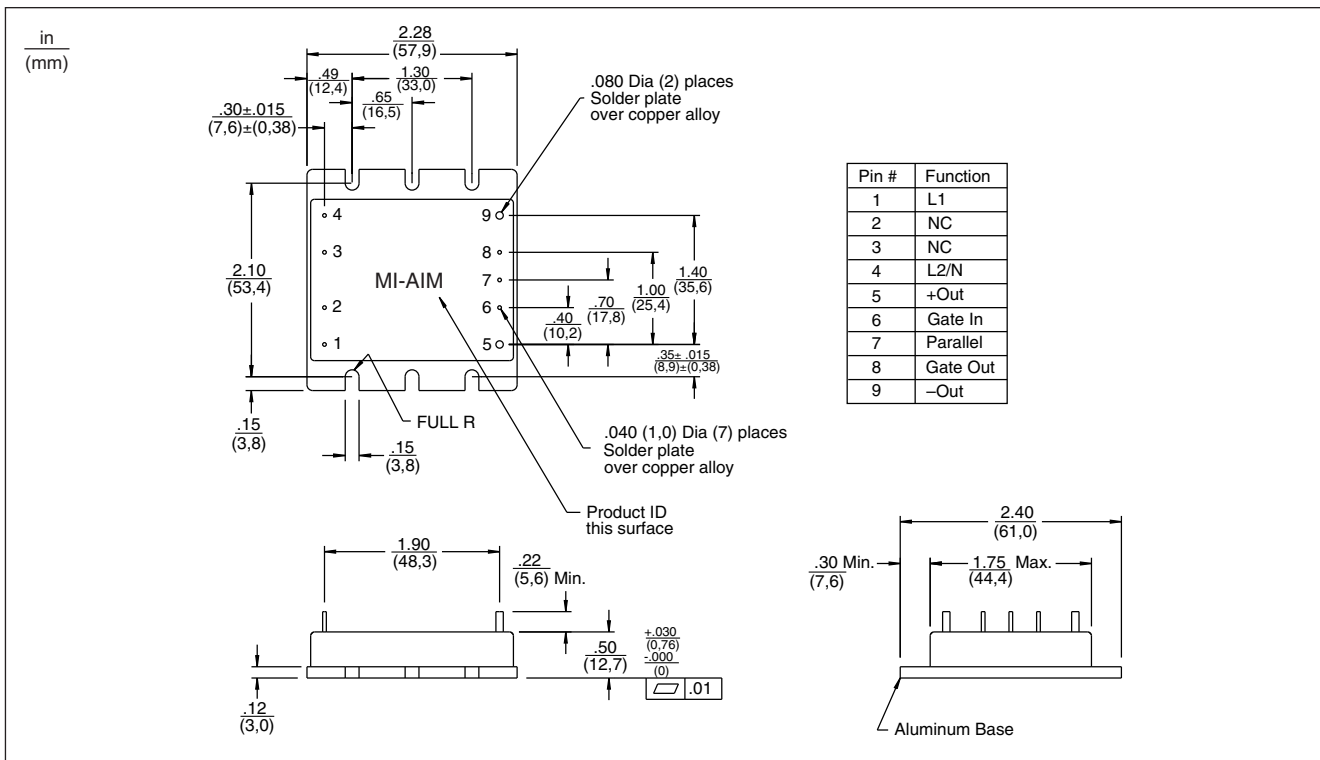 in
(mm)
2.28
(57,9)
.49
(12,4)
1.30
(33,0)
.65
(16,5)
.30±.015
(7,6)±(0,38)
.080 Dia (2) places
Solder plate
over copper alloy
4
3
2
1
9
8
7
6
5
MI-AIM
2.10
(53,4)
1.40
(35,6)
1.00
(25,4)
.70
(17,8)
.40
(10,2)
.35± .015
(8,9)±(0,38)
.15
(3,8)
.15
(3,8)
FULL R
.040 (1,0) Dia (7) places
Solder plate
over copper alloy
Product ID
this surface
Pin # Function
1 L1
2 NC
3 NC
4 L2/N
5 +Out
6 Gate In
7 Parallel
8 Gate Out
9 –Out
1.90
(48,3)
.22
(5,6) Min.
.50
(12,7)
+.030
(0,76)
-.000
(0)
.01
.12
(3,0)
2.40
(61,0)
.30 Min.
(7,6)
1.75 Max.
(44,4)
Aluminum Base